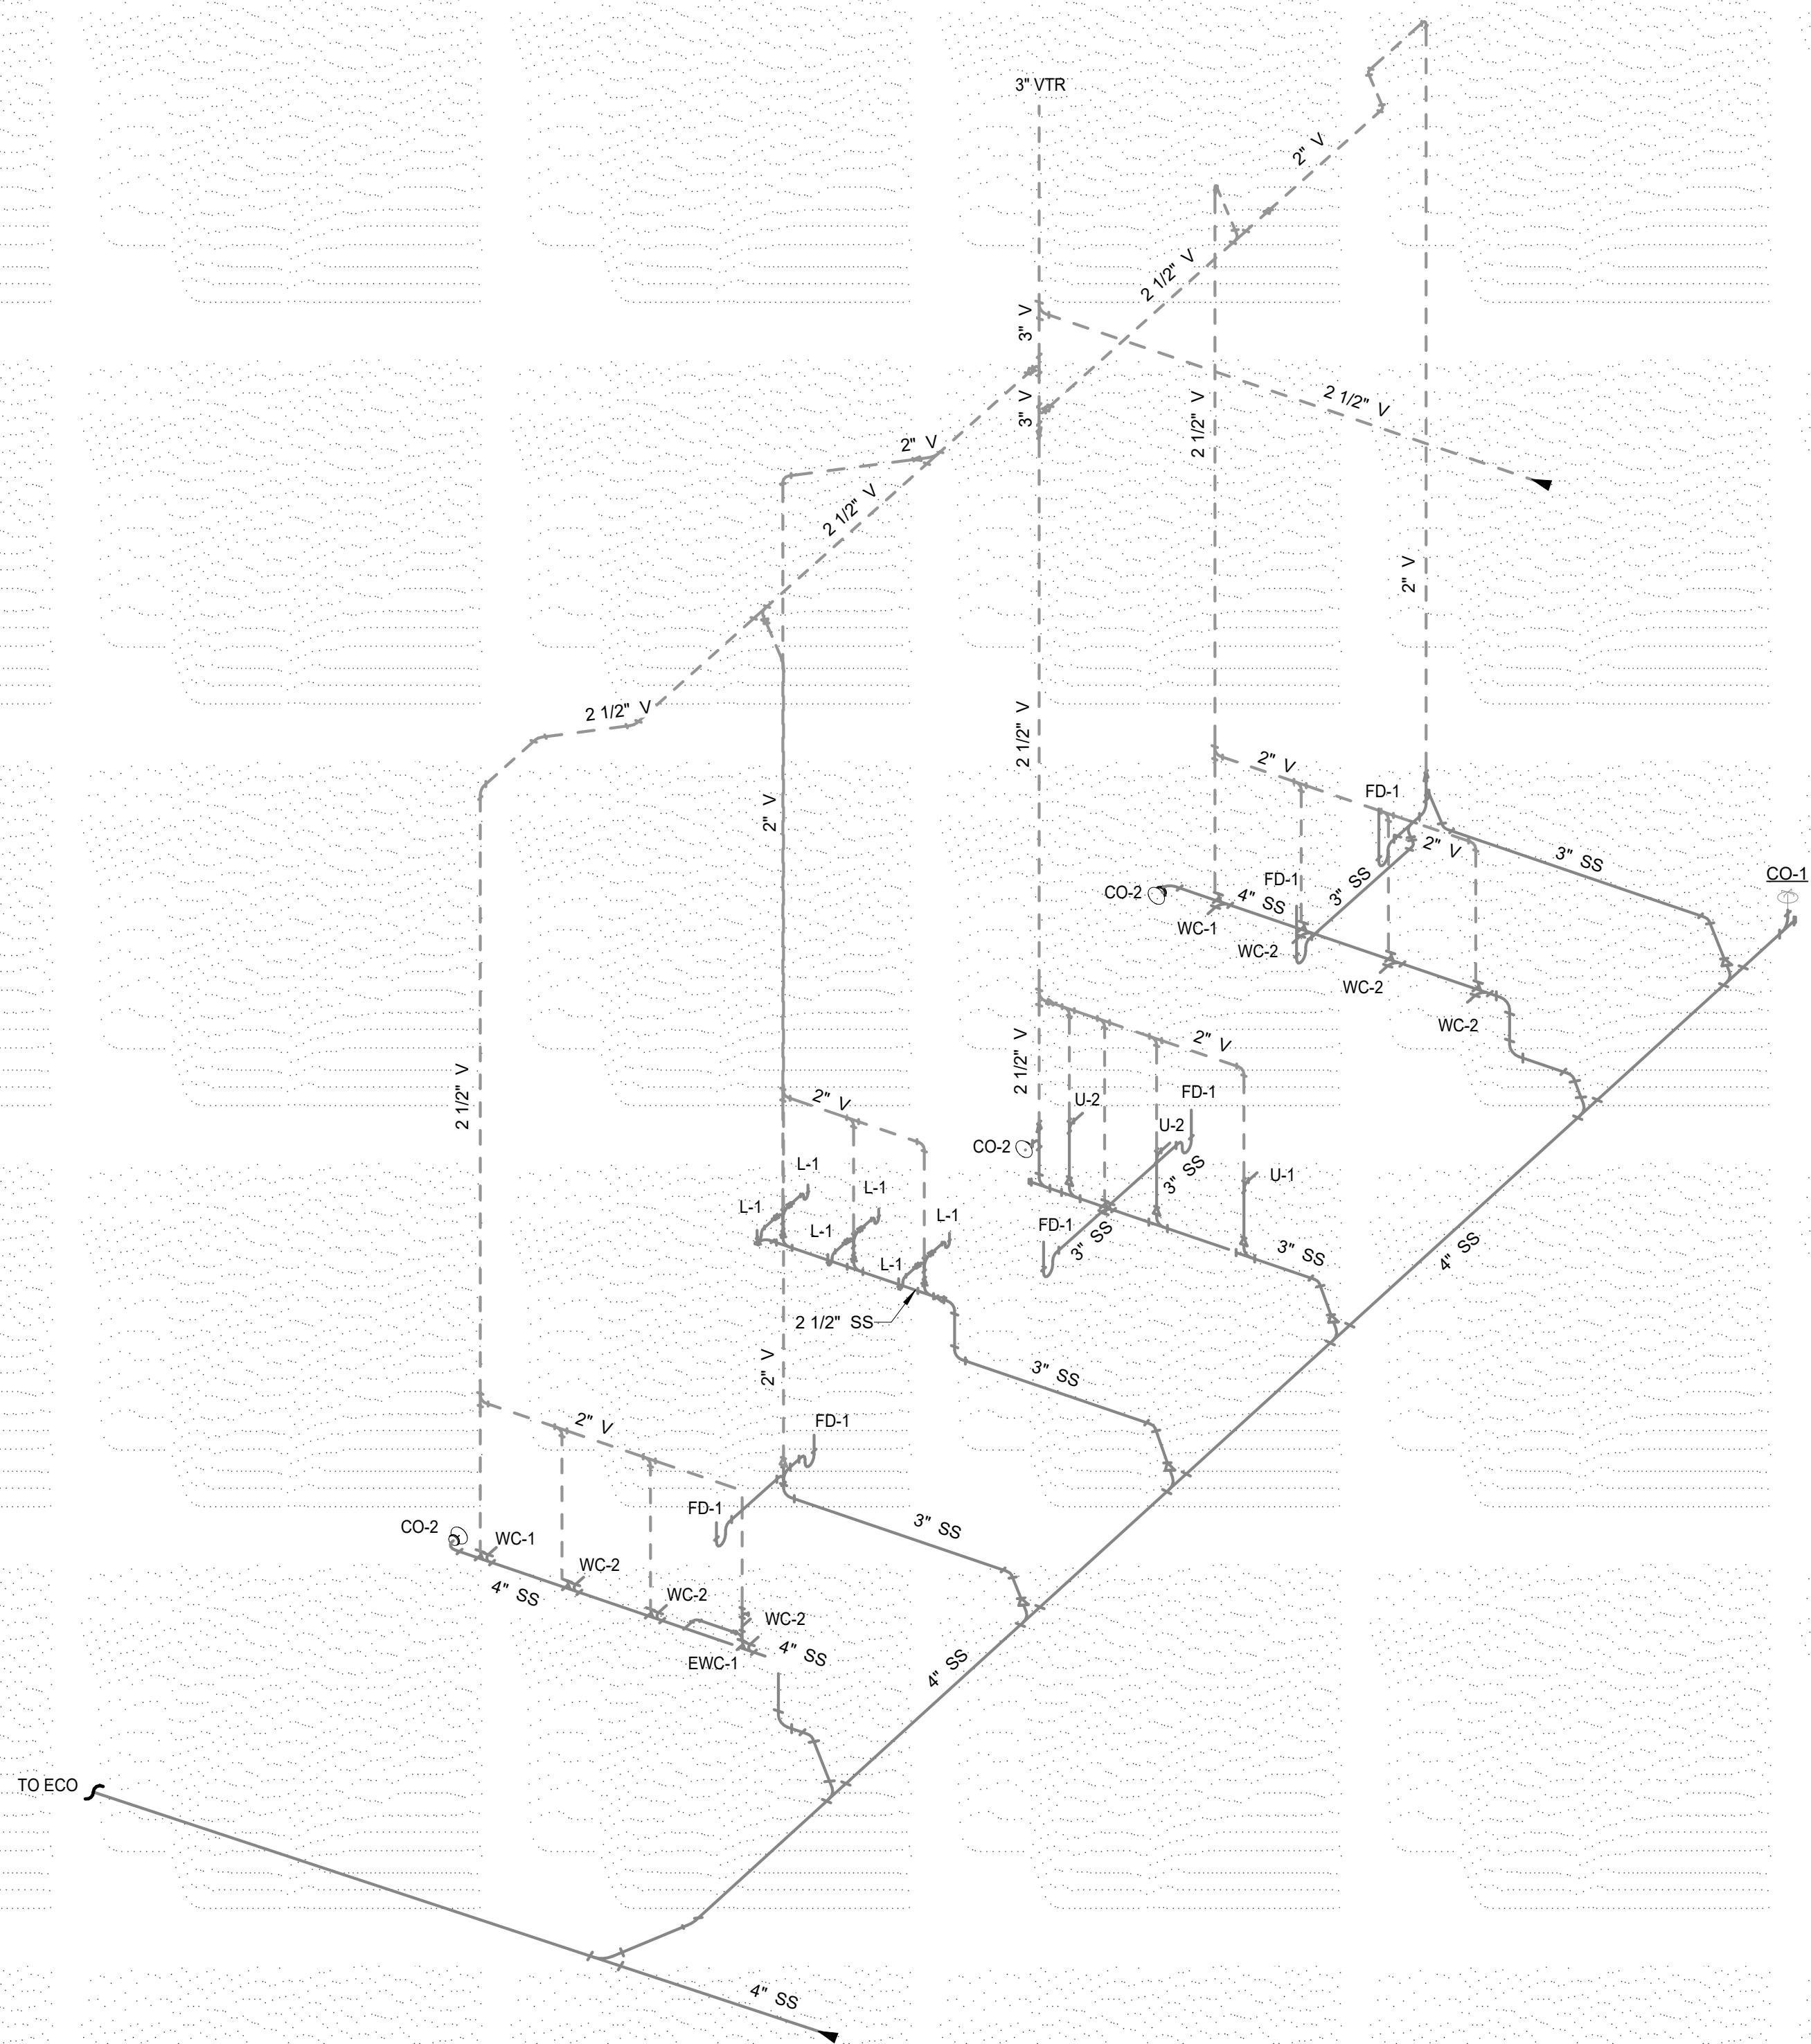 3" VTR
2" V
2 1/2" V
3" V
2 1/2" V
3" V
2 1/2" V
2" V
2 1/2" V
2" V
2 1/2" V
2 1/2" V
2" V
FD-1
2" V
2" V
3" SS
FD-1
3" SS
CO-1
CO-2
4" SS
WC-1
WC-2
WC-2
WC-2
2 1/2" V
2" V
2 1/2" V
2" V
U-2
FD-1
U-2
CO-2
L-1
3" SS
U-1
L-1
L-1
L-1
L-1
FD-1
3" SS
3" SS
4" SS
L-1
2 1/2" SS
2" V
3" SS
2" V
FD-1
FD-1
3" SS
CO-2
WC-1
WC-2
4" SS
WC-2
WC-2
4" SS
EWC-1
4" SS
TO ECO
4" SS